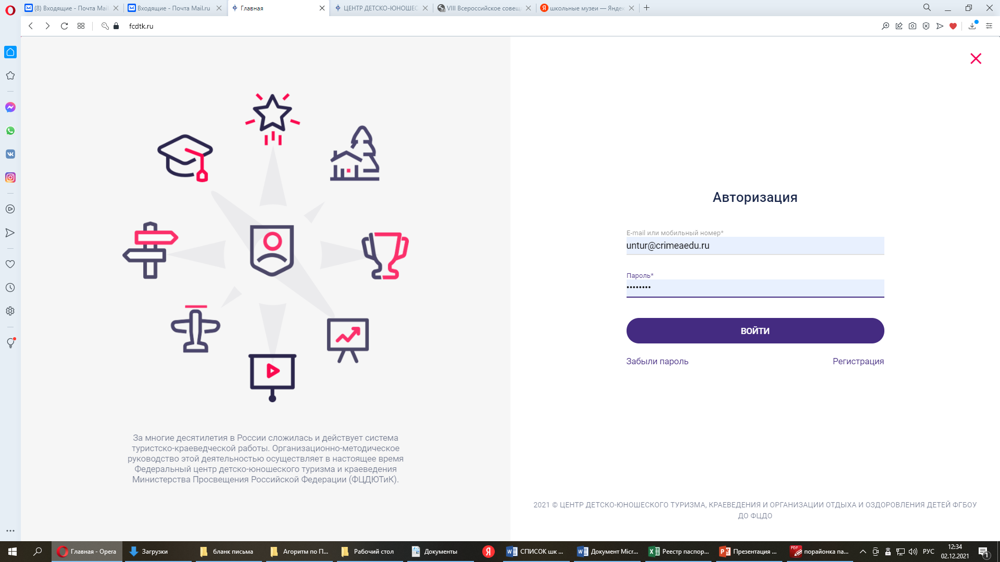 (8) Входящие - Почта Mail
Входящие - Почта Mail.ru
Главная
ЦЕНТР ДЕТСКО-ЮНОШЕС
VIII Всероссийское совещ
школьные музеи — Яндек
fcdtk.ru
Авторизация
E-mail или мобильный номер*
untur@crimeaedu.ru
Пароль*
••••••••
ВОЙТИ
Забыли пароль
Регистрация
За многие десятилетия в России сложилась и действует система
туристско-краеведческой работы. Организационно-методическое
руководство этой деятельностью осуществляет в настоящее время
Федеральный центр детско-юношеского туризма и краеведения
Министерства Просвещения Российской Федерации (ФЦДЮТиК).
2021 © ЦЕНТР ДЕТСКО-ЮНОШЕСКОГО ТУРИЗМА, КРАЕВЕДЕНИЯ И ОРГАНИЗАЦИИ ОТДЫХА И ОЗДОРОВЛЕНИЯ ДЕТЕЙ ФГБОУ
ДО ФЦДО
Главная - Opera
Загрузки
бланк письма
Агоритм по П...
Рабочий стол
Документы
СПИСОК шк ...
Документ Micr...
Реестр паспор...
Презентация ...
PDF
порайонка па...
РУС
12:34
02.12.2021
1